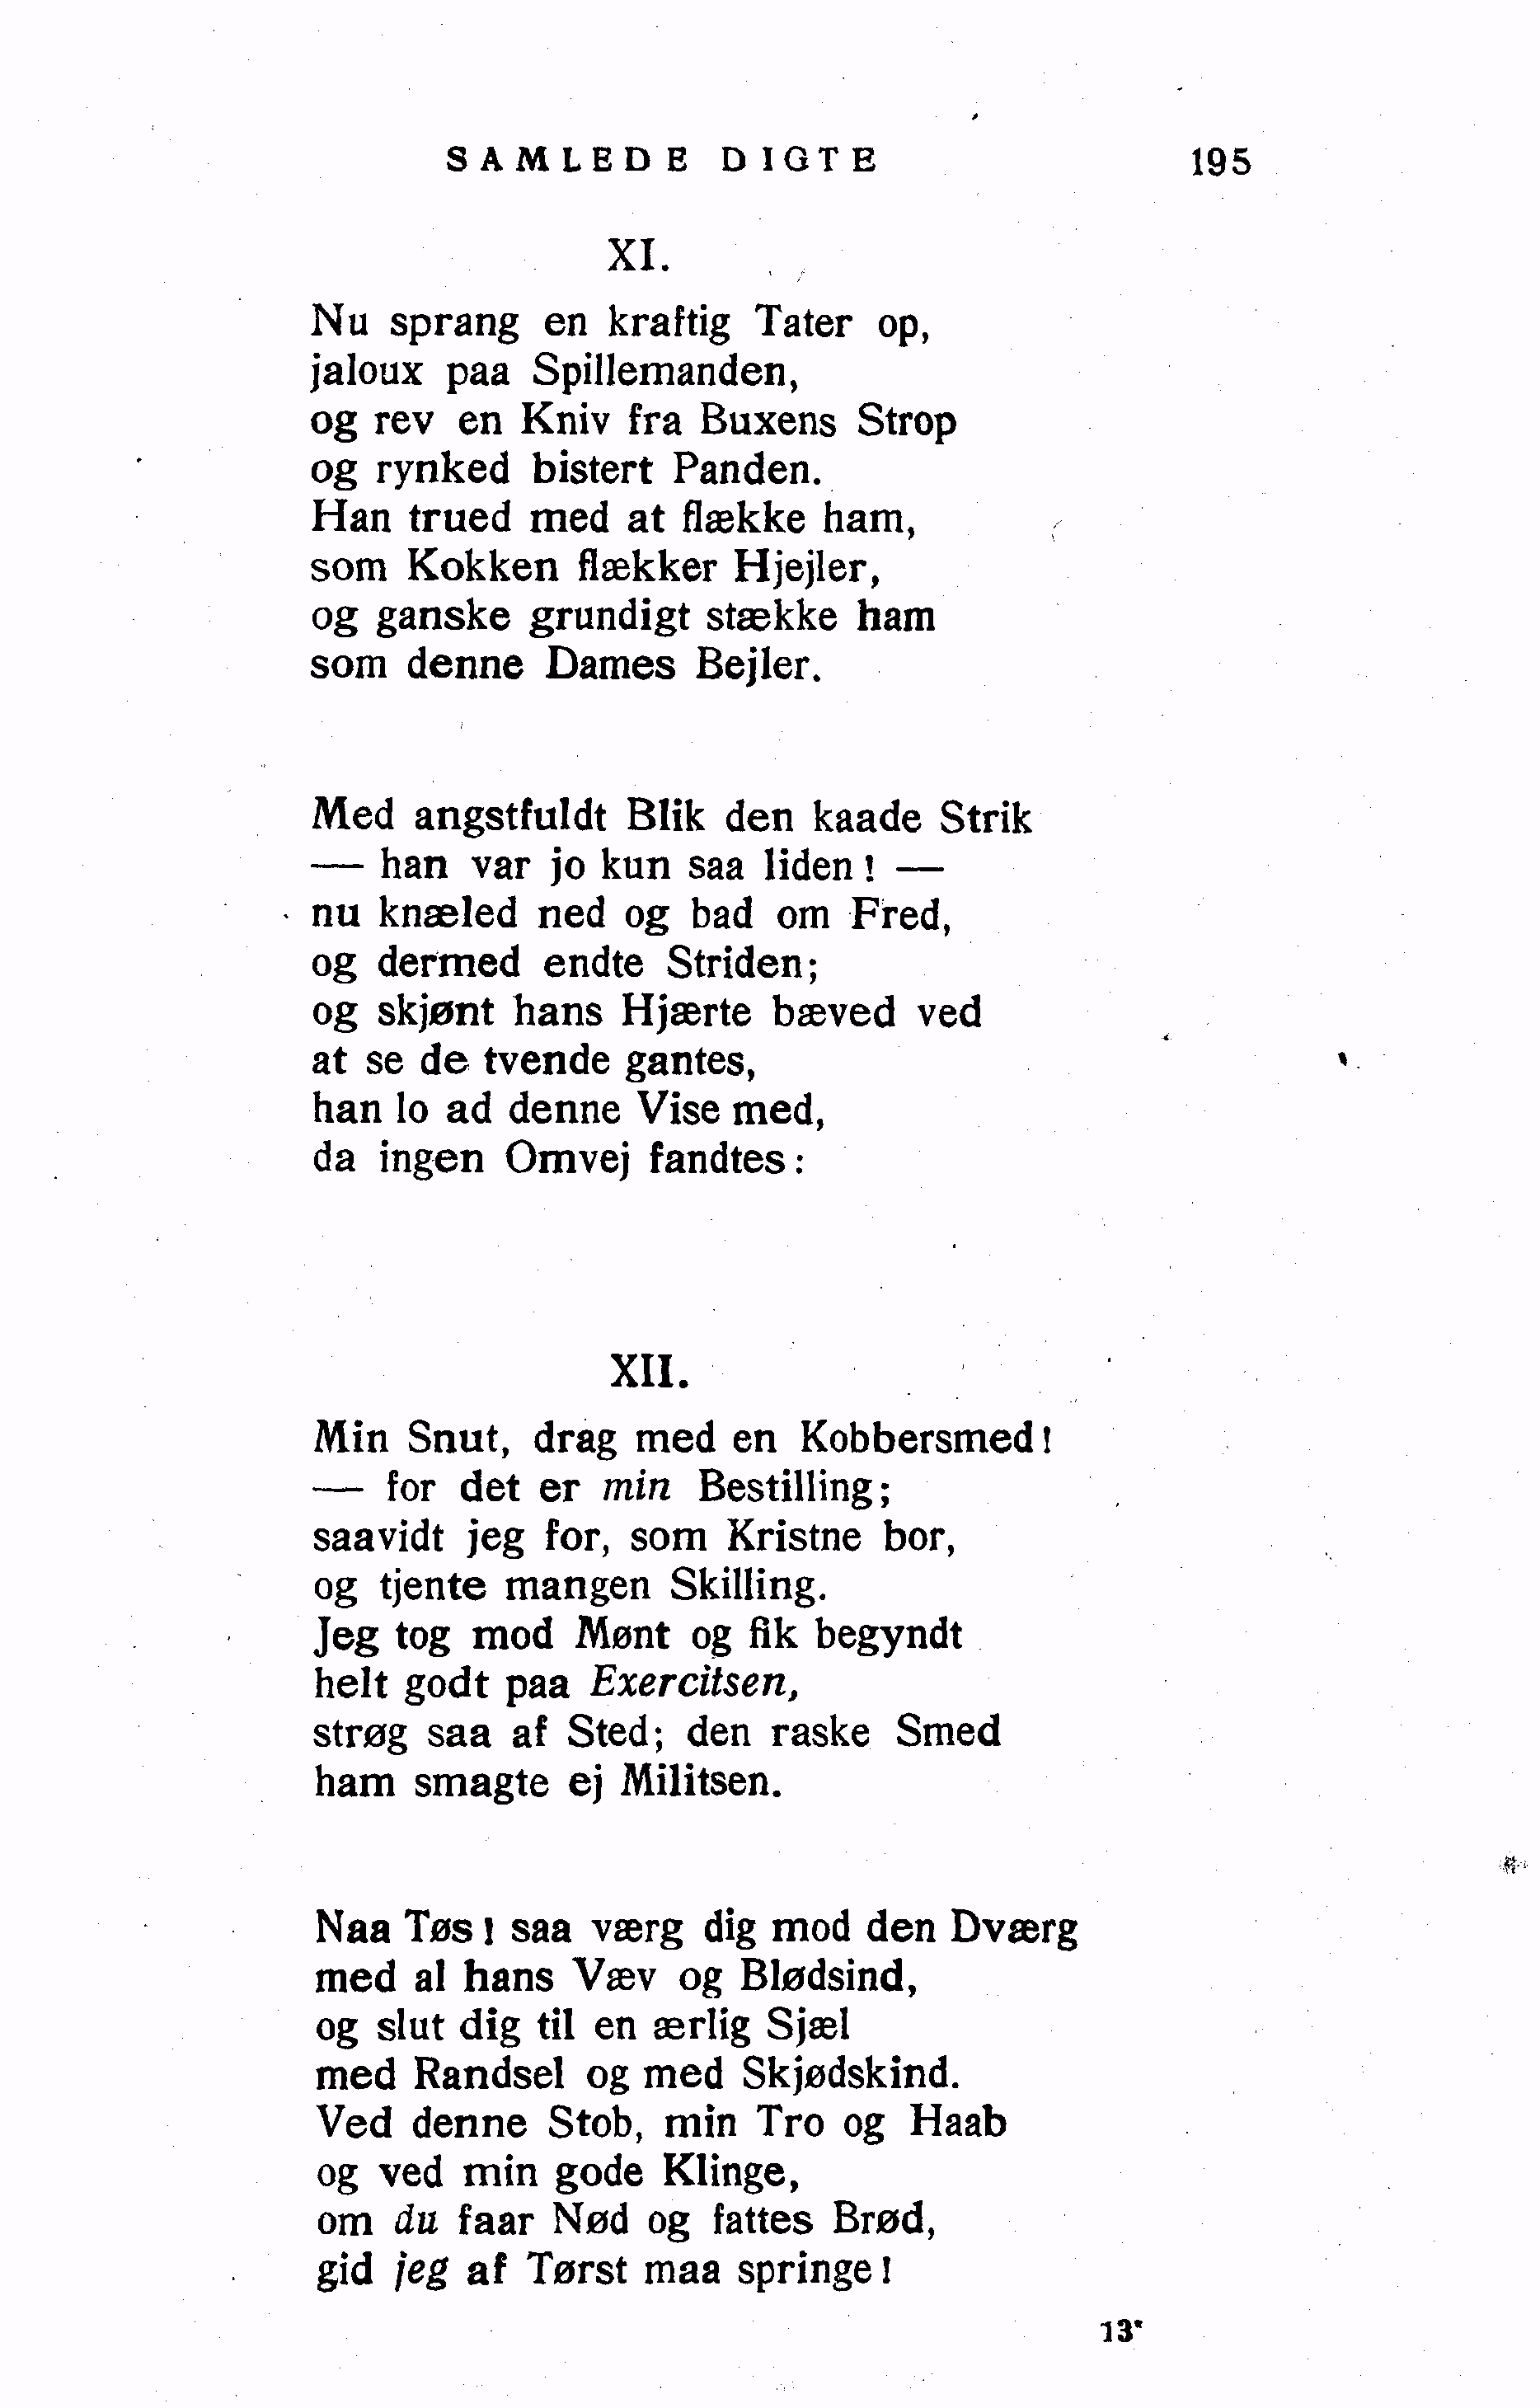 SAMLEDE DIGTE 195
XI.
Nu sprang en kraftig Tater op,
jaloux paa Spillemanden,
og rev en Kniv fra Buxens Strop
og rynked bistert Panden.
Han trued med at flække ham,
som Kokken flækker Hjejler,
og ganske grundigt stække ham
som denne Dames Bejler.
Med angstfuldt Blik den kaade Strik
— han var jo kun saa liden! —
nu knæled ned og bad om Fred,
og dermed endte Striden;
og skjønt hans Hjærte bæved ved
at se de tvende gantes,
han lo ad denne Vise med,
da ingen Omvej fandtes:
XII.
Min Snut, drag med en Kobbersmed!
— for det er min Bestilling;
saavidt jeg for, som Kristne bor,
og tjente mangen Skilling.
Jeg tog mod Mønt og fik begyndt
helt godt paa Exercitsen,
strøg saa af Sted; den raske Smed
ham smagte ej Militsen.
Naa Tøs! saa værg dig mod den Dværg
med al hans Væv og Blødsind,
og slut dig til en ærlig Sjæl
med Randsel og med Skjødskind.
Ved denne Stob, min Tro og Haab
og ved min gode Klinge,
om du faar Nød og fattes Brød,
gid jeg af Tørst maa springe!
13*